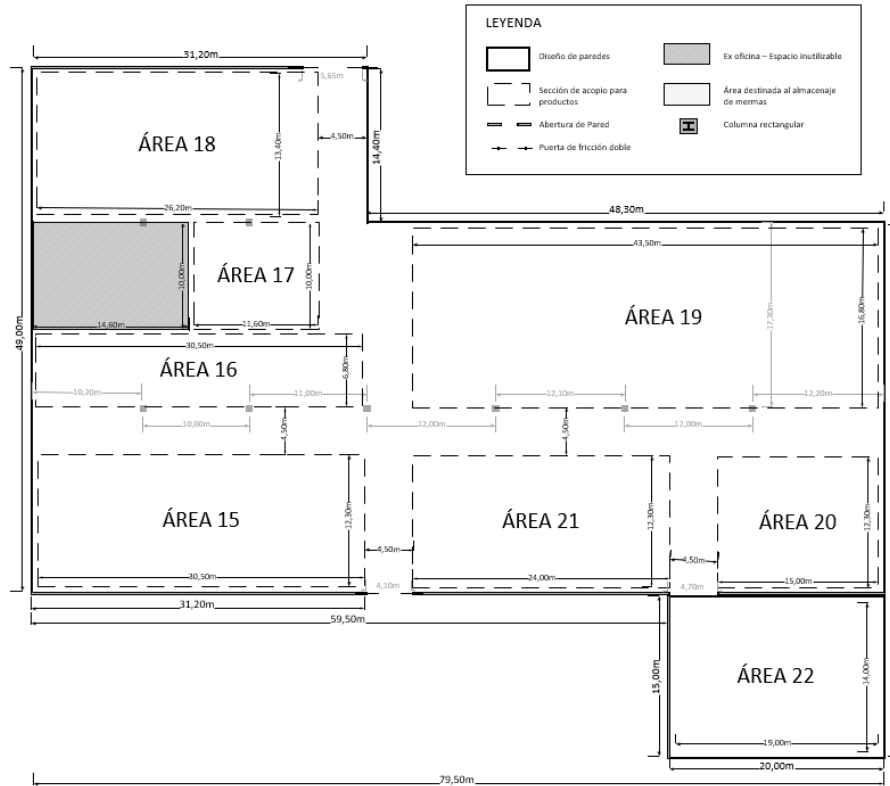 LEYENDA
Diseño de paredes
Ex oficina – Espacio inutilizable
Sección de acopio para
productos
Área destinada al almacenaje
de mermas
Abertura de Pared
Columna rectangular
Puerta de fricción doble
31,20m
5,65m
ÁREA 18
13,40m
4,50m
14,40m
26,20m
48,30m
43,50m
10,00m
ÁREA 17
10,00m
ÁREA 19
17,30m
16,80m
14,60m
11,60m
49,00m
30,50m
ÁREA 16
6,80m
10,20m
11,00m
12,10m
12,20m
10,00m
12,00m
12,00m
4,50m
4,50m
ÁREA 15
12,30m
ÁREA 21
12,30m
ÁREA 20
12,30m
4,50m
4,50m
30,50m
4,10m
24,00m
4,70m
15,00m
31,20m
59,50m
15,00m
ÁREA 22
14,00m
19,00m
20,00m
79,50m